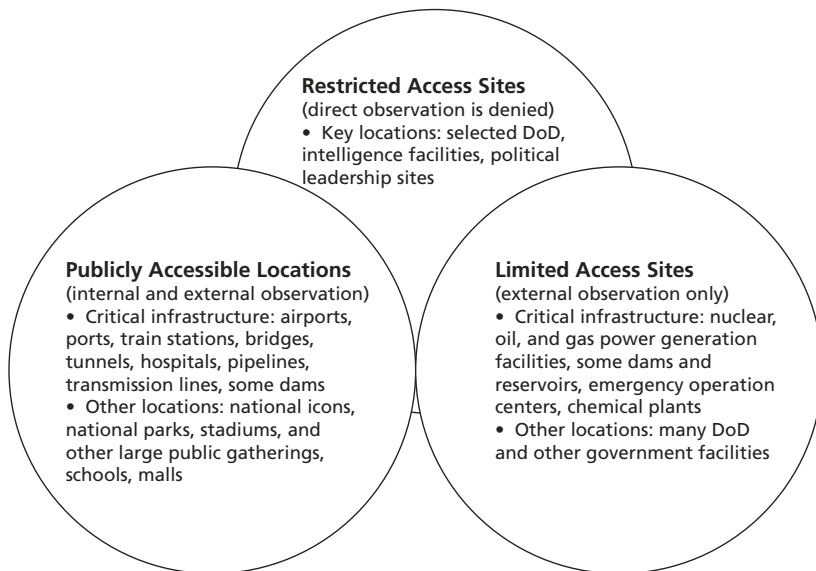 Restricted Access Sites
(direct observation is denied)
• Key locations: selected DoD,
intelligence facilities, political
leadership sites
Publicly Accessible Locations
(internal and external observation)
• Critical infrastructure: airports,
ports, train stations, bridges,
tunnels, hospitals, pipelines,
transmission lines, some dams
• Other locations: national icons,
national parks, stadiums, and
other large public gatherings,
schools, malls
Limited Access Sites
(external observation only)
• Critical infrastructure: nuclear,
oil, and gas power generation
facilities, some dams and
reservoirs, emergency operation
centers, chemical plants
• Other locations: many DoD
and other government facilities